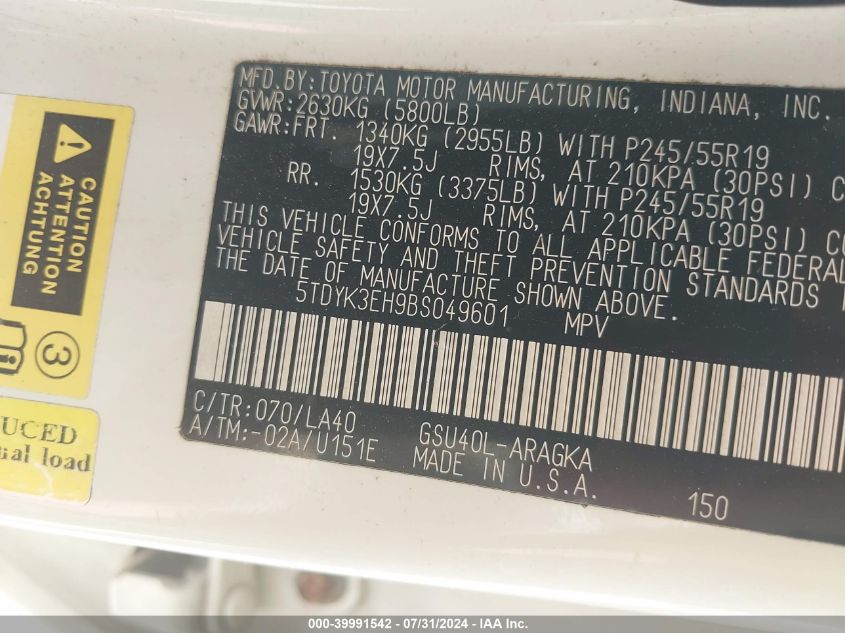 MFD.BY:TOYOTA MOTOR MANUFACTURING, INDIANA, INC.
GVWR:2630KG (5800LB)
GAWR:FRT. 1340KG (2955LB) WITH P245/55R19
19X7.5J RIMS, AT 210KPA (30PSI) C
RR. 1530KG (3375LB) WITH P245/55R19
19X7.5J RIMS, AT 210KPA (30PSI) CO
THIS VEHICLE CONFORMS TO ALL APPLICABLE FEDERAL
VEHICLE SAFETY AND THEFT PREVENTION STANDARDS
THE DATE OF MANUFACTURE SHOWN ABOVE.
5TDYK3EH9BS049601 MPV
C/TR:070/LA40 GSU40L-ARAGKA
A/TM:-02A/U151E MADE IN U.S.A.
150
CAUTION
ATTENTION
ACHTUNG
3
UCED
ual load
000-39991542 / 07/31/2024 - IAA Inc.